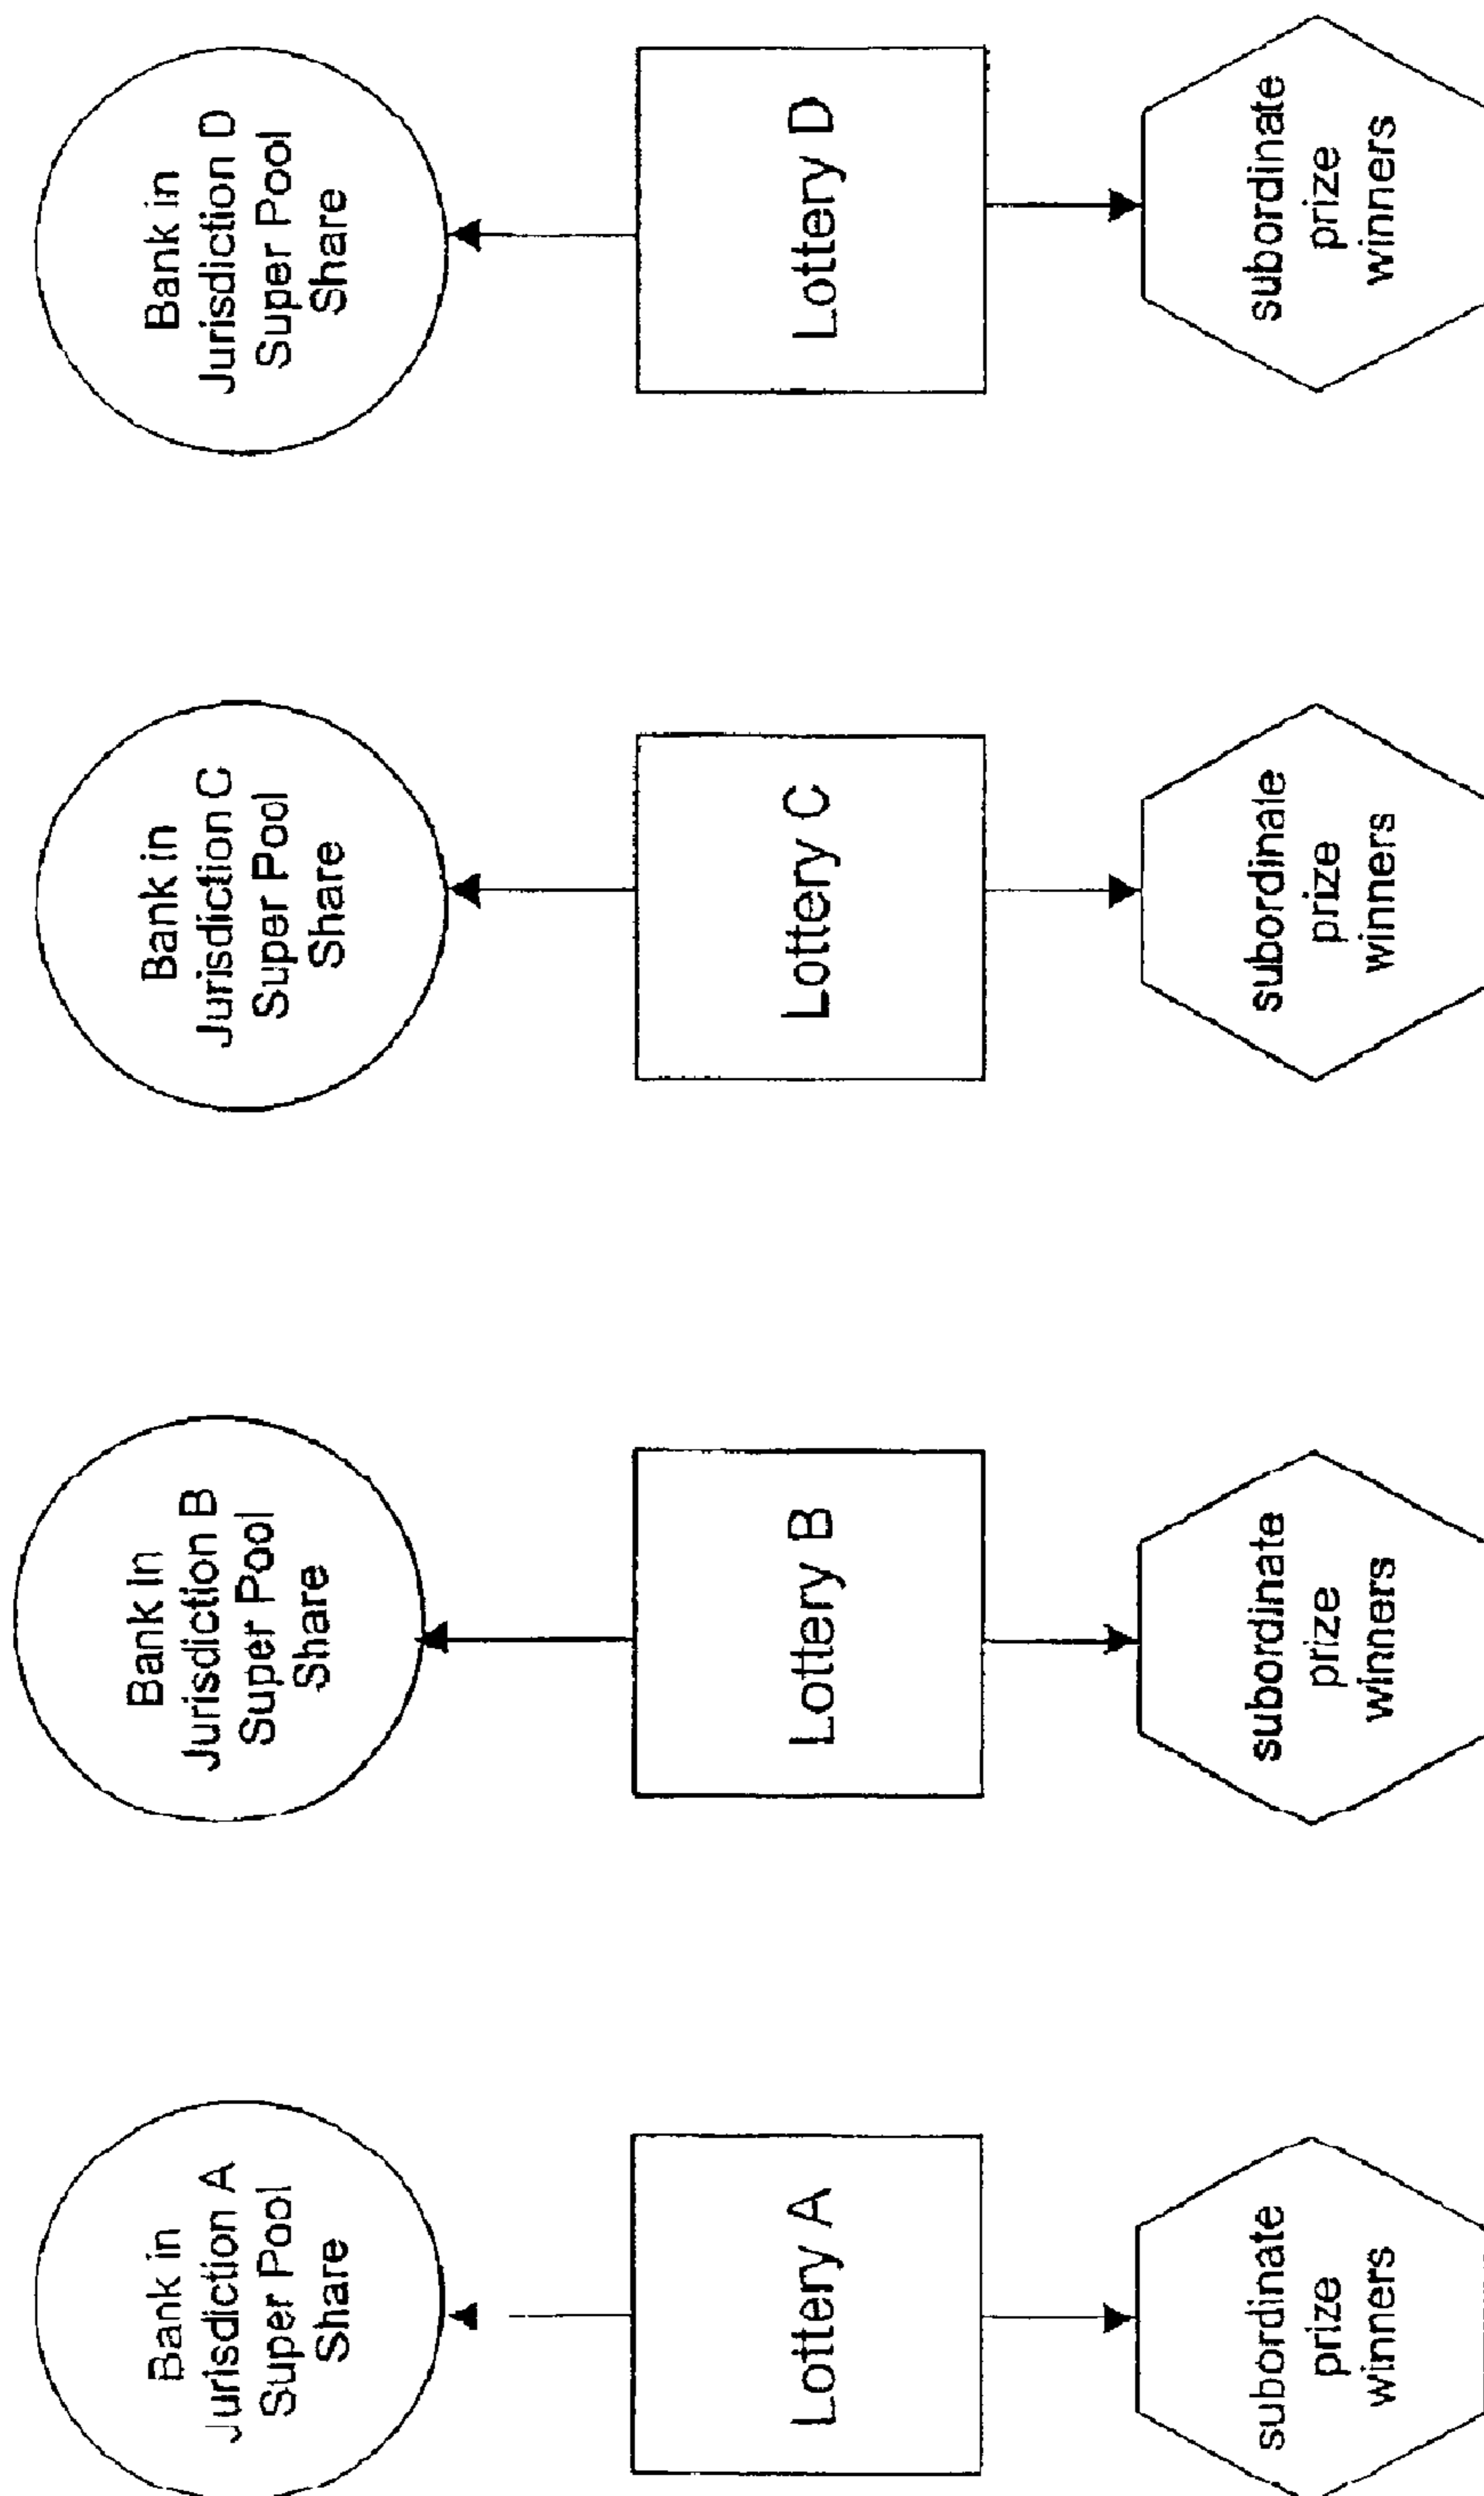 Bank in
Jurisdiction A
Super Pool
Share
Bank in
Jurisdiction B
Super Pool
Share
Bank in
Jurisdiction C
Super Pool
Share
Bank in
Jurisdiction D
Super Pool
Share
Lottery A
Lottery B
Lottery C
Lottery D
subordinate
prize
winners
subordinate
prize
winners
subordinate
prize
winners
subordinate
prize
winners